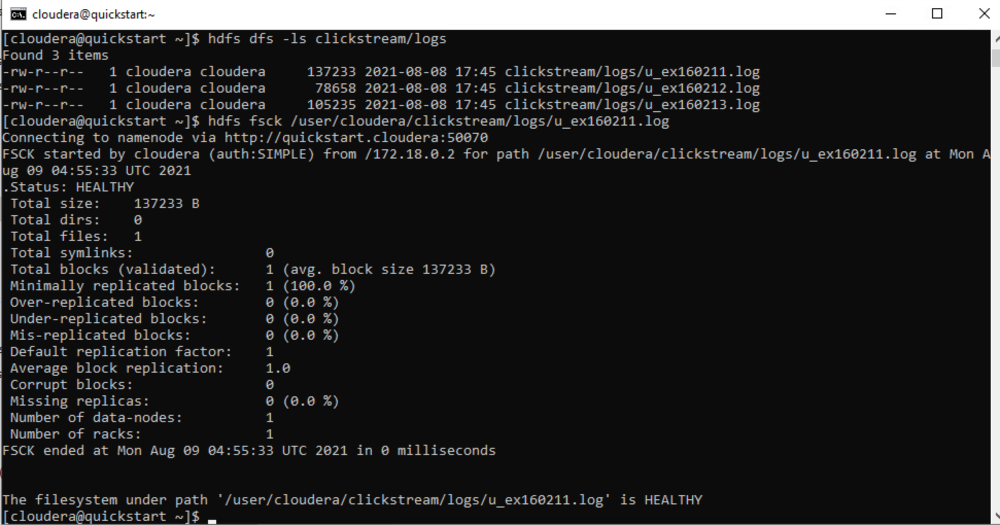 cloudera@quickstart:~
[cloudera@quickstart ~]$ hdfs dfs -ls clickstream/logs
Found 3 items
-rw-r--r--   1 cloudera cloudera     137233 2021-08-08 17:45 clickstream/logs/u_ex160211.log
-rw-r--r--   1 cloudera cloudera      78658 2021-08-08 17:45 clickstream/logs/u_ex160212.log
-rw-r--r--   1 cloudera cloudera     105235 2021-08-08 17:45 clickstream/logs/u_ex160213.log
[cloudera@quickstart ~]$ hdfs fsck /user/cloudera/clickstream/logs/u_ex160211.log
Connecting to namenode via http://quickstart.cloudera:50070
FSCK started by cloudera (auth:SIMPLE) from /172.18.0.2 for path /user/cloudera/clickstream/logs/u_ex160211.log at Mon A
ug 09 04:55:33 UTC 2021
.Status: HEALTHY
 Total size:    137233 B
 Total dirs:    0
 Total files:   1
 Total symlinks:                0
 Total blocks (validated):      1 (avg. block size 137233 B)
 Minimally replicated blocks:   1 (100.0 %)
 Over-replicated blocks:        0 (0.0 %)
 Under-replicated blocks:       0 (0.0 %)
 Mis-replicated blocks:         0 (0.0 %)
 Default replication factor:    1
 Average block replication:     1.0
 Corrupt blocks:                0
 Missing replicas:              0 (0.0 %)
 Number of data-nodes:          1
 Number of racks:               1
FSCK ended at Mon Aug 09 04:55:33 UTC 2021 in 0 milliseconds
The filesystem under path '/user/cloudera/clickstream/logs/u_ex160211.log' is HEALTHY
[cloudera@quickstart ~]$